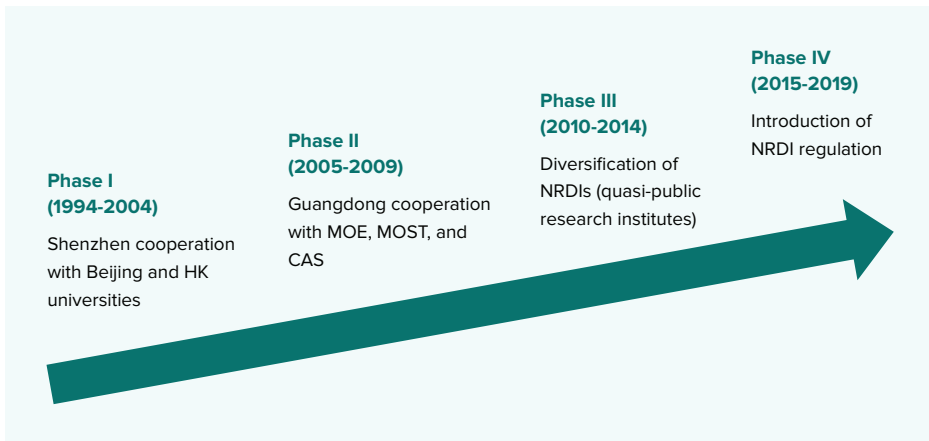 Phase I
(1994-2004)
Shenzhen cooperation
with Beijing and HK
universities
Phase II
(2005-2009)
Guangdong cooperation
with MOE, MOST, and
CAS
Phase III
(2010-2014)
Diversification of
NRDIs (quasi-public
research institutes)
Phase IV
(2015-2019)
Introduction of
NRDI regulation